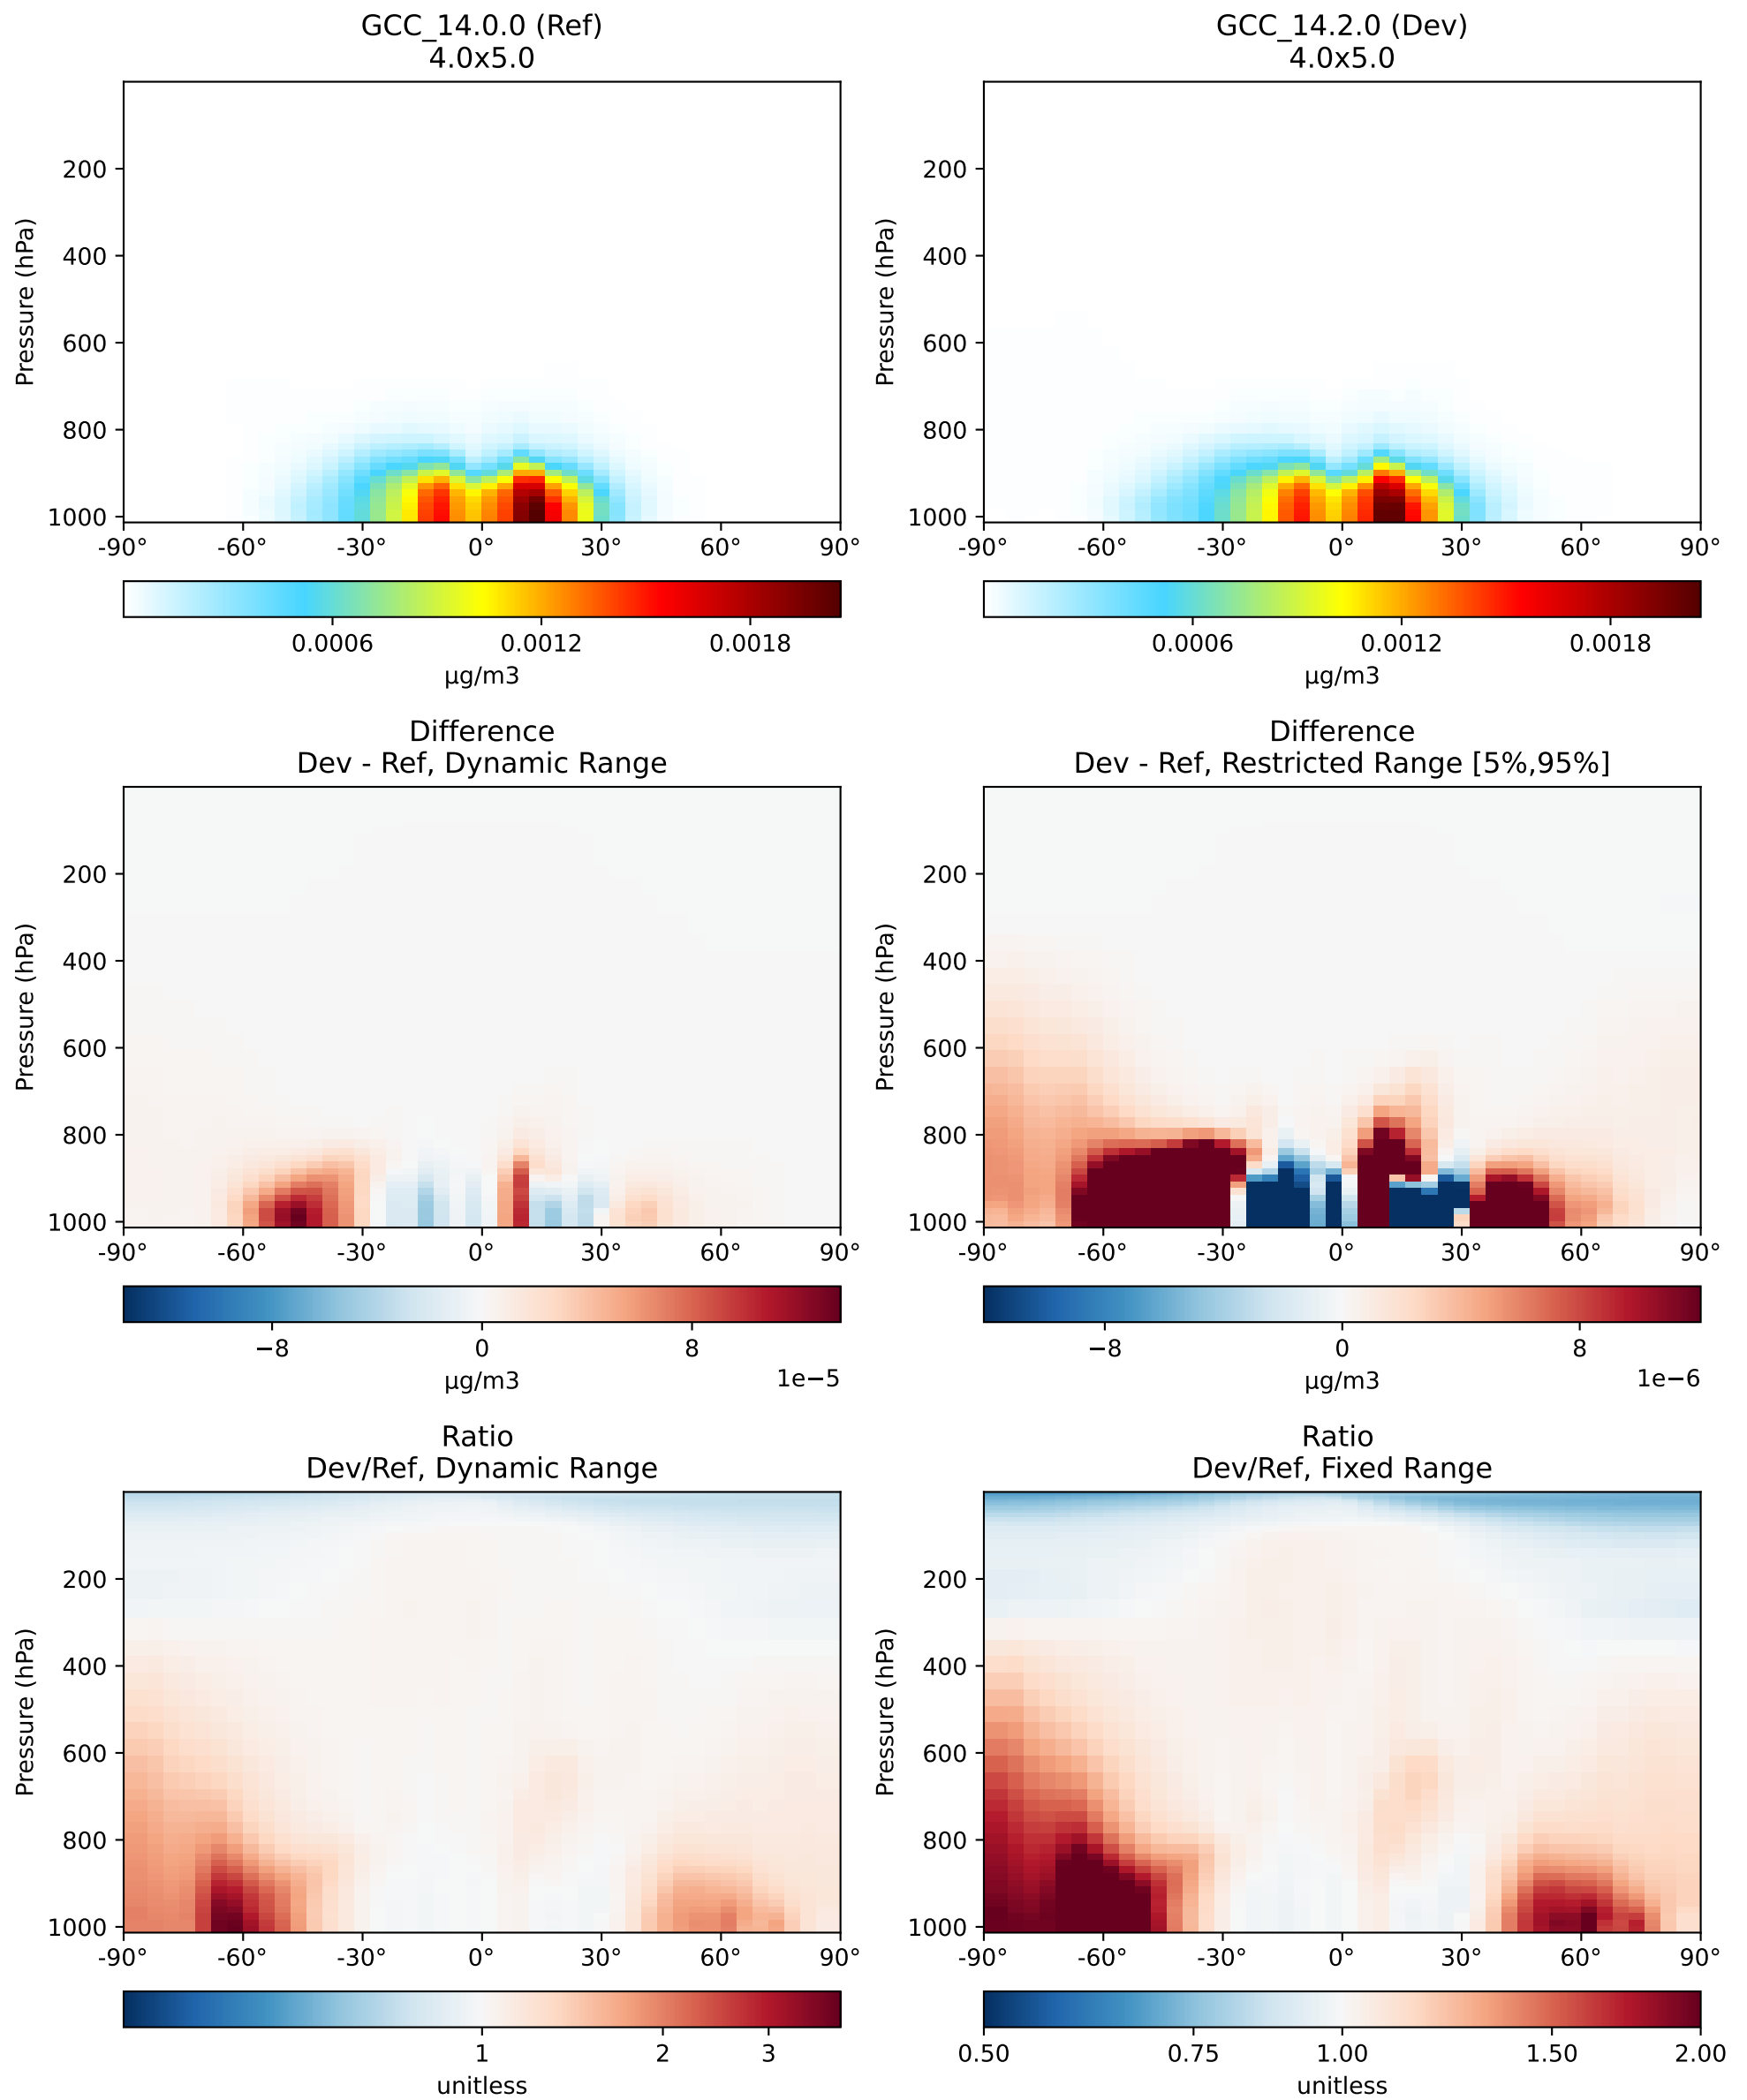 GCC_14.0.0 (Ref)
4.0x5.0
GCC_14.2.0 (Dev)
4.0x5.0
Pressure (hPa)
200
400
600
800
1000
-90° -60° -30° 0° 30° 60° 90°
0.0006 0.0012 0.0018
µg/m3
Pressure (hPa)
200
400
600
800
1000
-90° -60° -30° 0° 30° 60° 90°
0.0006 0.0012 0.0018
µg/m3
Difference
Dev - Ref, Dynamic Range
Pressure (hPa)
200
400
600
800
1000
-90° -60° -30° 0° 30° 60° 90°
−8 0 8
µg/m3
1e−5
Difference
Dev - Ref, Restricted Range [5%,95%]
Pressure (hPa)
200
400
600
800
1000
-90° -60° -30° 0° 30° 60° 90°
−8 0 8
µg/m3
1e−6
Ratio
Dev/Ref, Dynamic Range
Pressure (hPa)
200
400
600
800
1000
-90° -60° -30° 0° 30° 60° 90°
1 2 3
unitless
Ratio
Dev/Ref, Fixed Range
Pressure (hPa)
200
400
600
800
1000
-90° -60° -30° 0° 30° 60° 90°
0.50 0.75 1.00 1.50 2.00
unitless